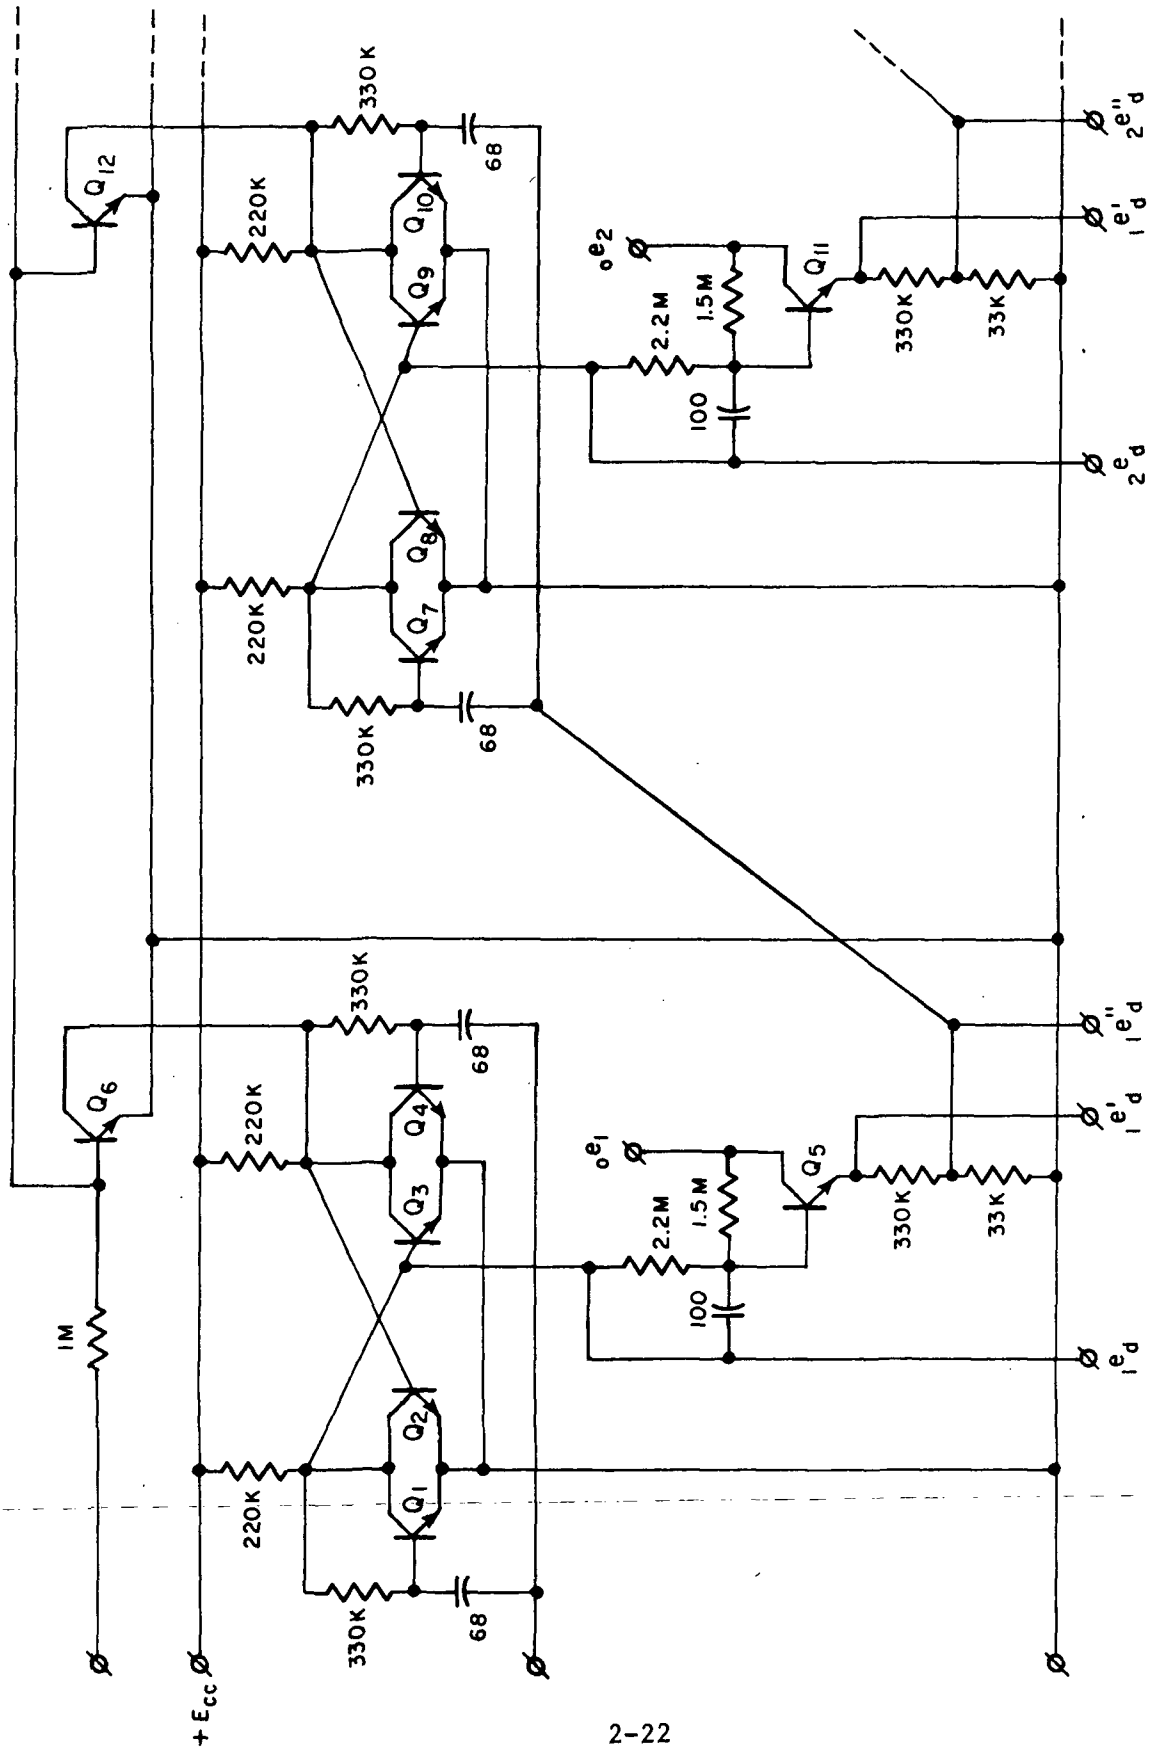 Q12
330K
220K
68
Q10
Q9
oe2
Q11
2.2M
1.5M
330K
33K
100
2e"d
1e'd
2ed
220K
Q8
Q7
330K
68
Q6
330K
220K
68
Q4
Q3
oe1
Q5
2.2M
1.5M
330K
33K
100
1e"d
1e'd
1ed
1M
220K
Q2
Q1
330K
68
+ ECC
2-22